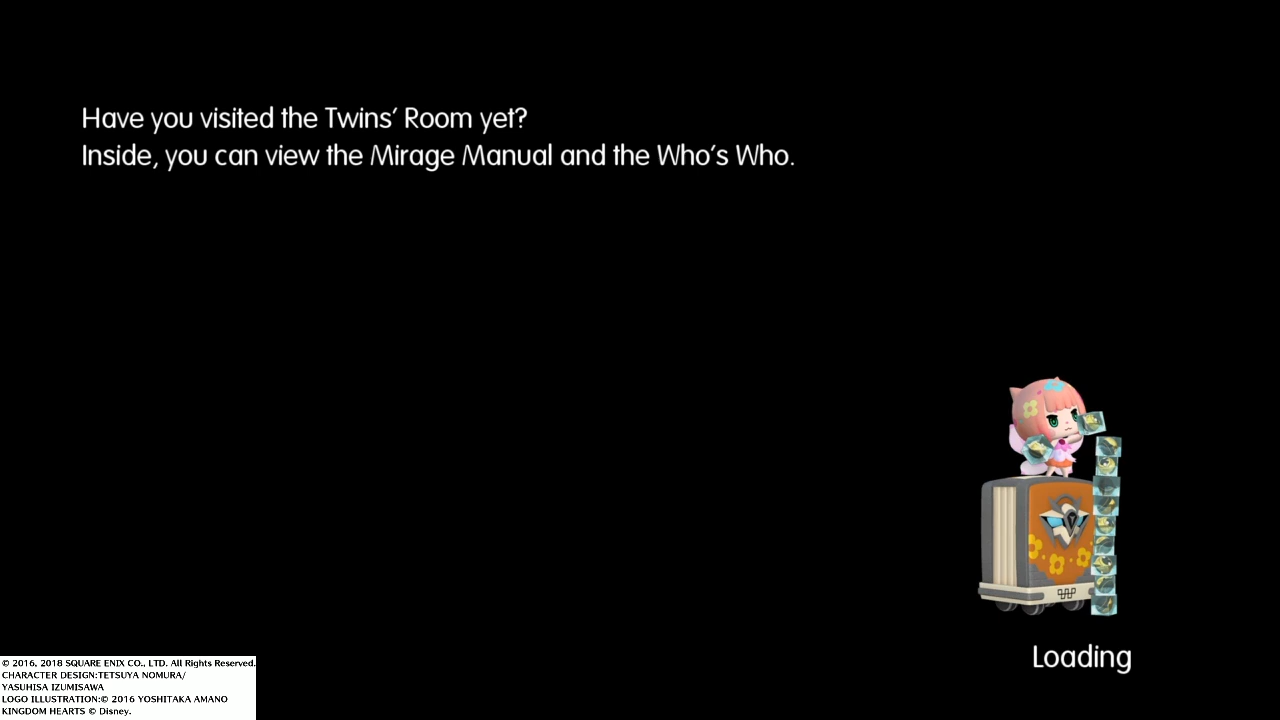 Have you visited the Twins' Room yet?
Inside, you can view the Mirage Manual and the Who's Who.
Loading
© 2016, 2018 SQUARE ENIX CO., LTD. All Rights Reserved.
CHARACTER DESIGN:TETSUYA NOMURA/
YASUHISA IZUMISAWA
LOGO ILLUSTRATION:© 2016 YOSHITAKA AMANO
KINGDOM HEARTS © Disney.